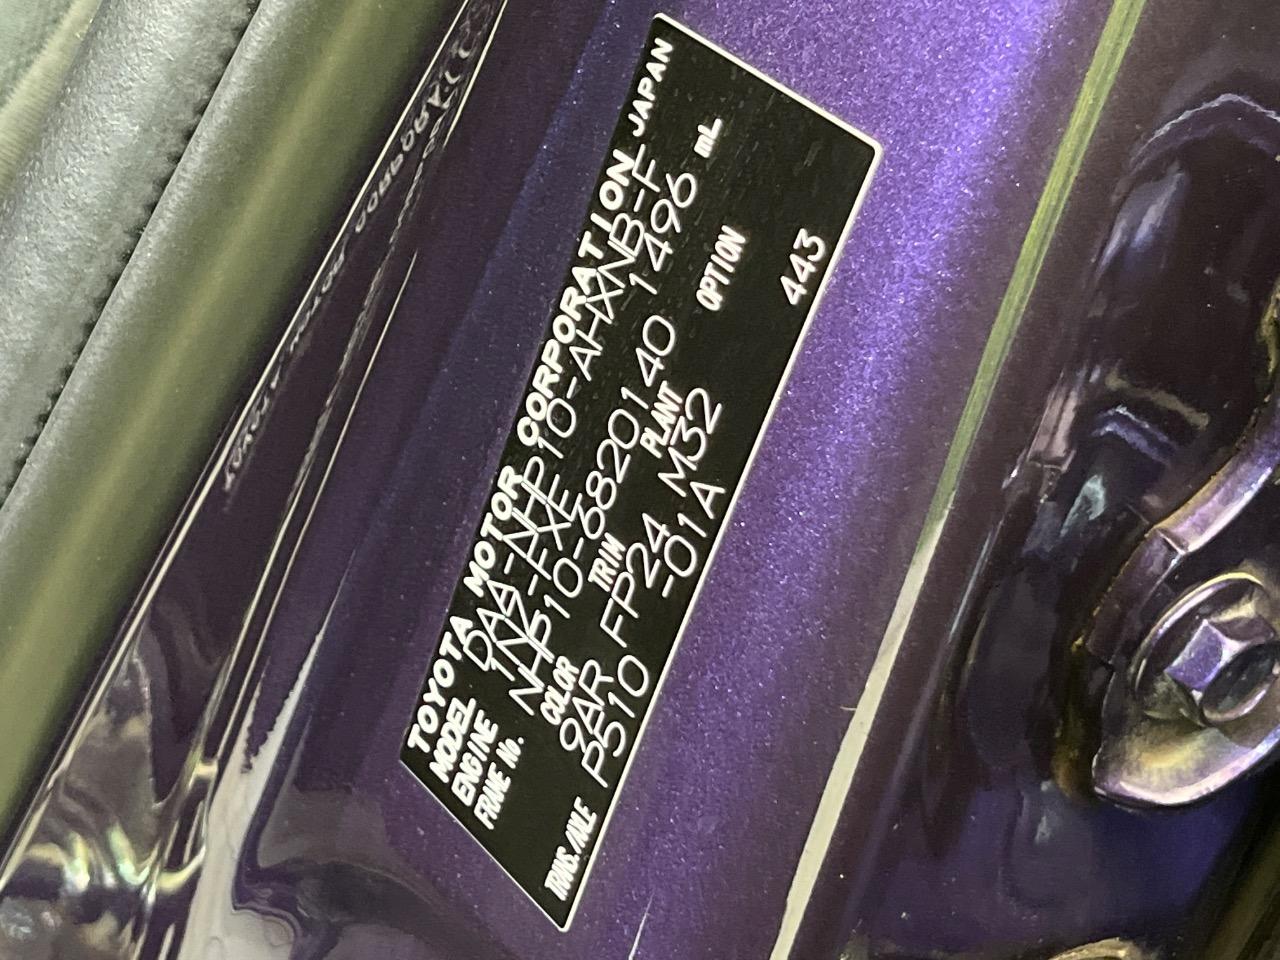 TOYOTA MOTOR CORPORATION JAPAN
MODEL DAA-NHP10-AHXNB-F
ENGINE 1NZ-FXE 1496 mL
FRAME No. NHP10-6820140
COLOR TRIM PLANT OPTION
9AR FP24 M32
TRANS./AXLE P510 -01A 443